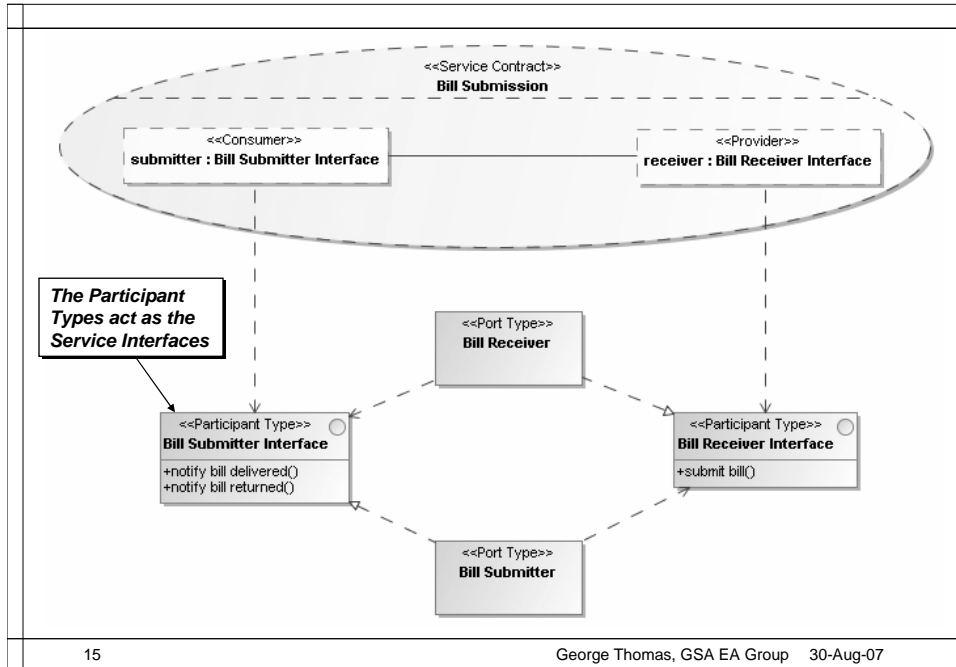 <<Service Contract>>
Bill Submission
<<Consumer>>
submitter : Bill Submitter Interface
<<Provider>>
receiver : Bill Receiver Interface
The Participant
Types act as the
Service Interfaces
<<Port Type>>
Bill Receiver
<<Participant Type>>
Bill Submitter Interface
+notify bill delivered()
+notify bill returned()
<<Participant Type>>
Bill Receiver Interface
+submit bill()
<<Port Type>>
Bill Submitter
15
George Thomas, GSA EA Group 30-Aug-07